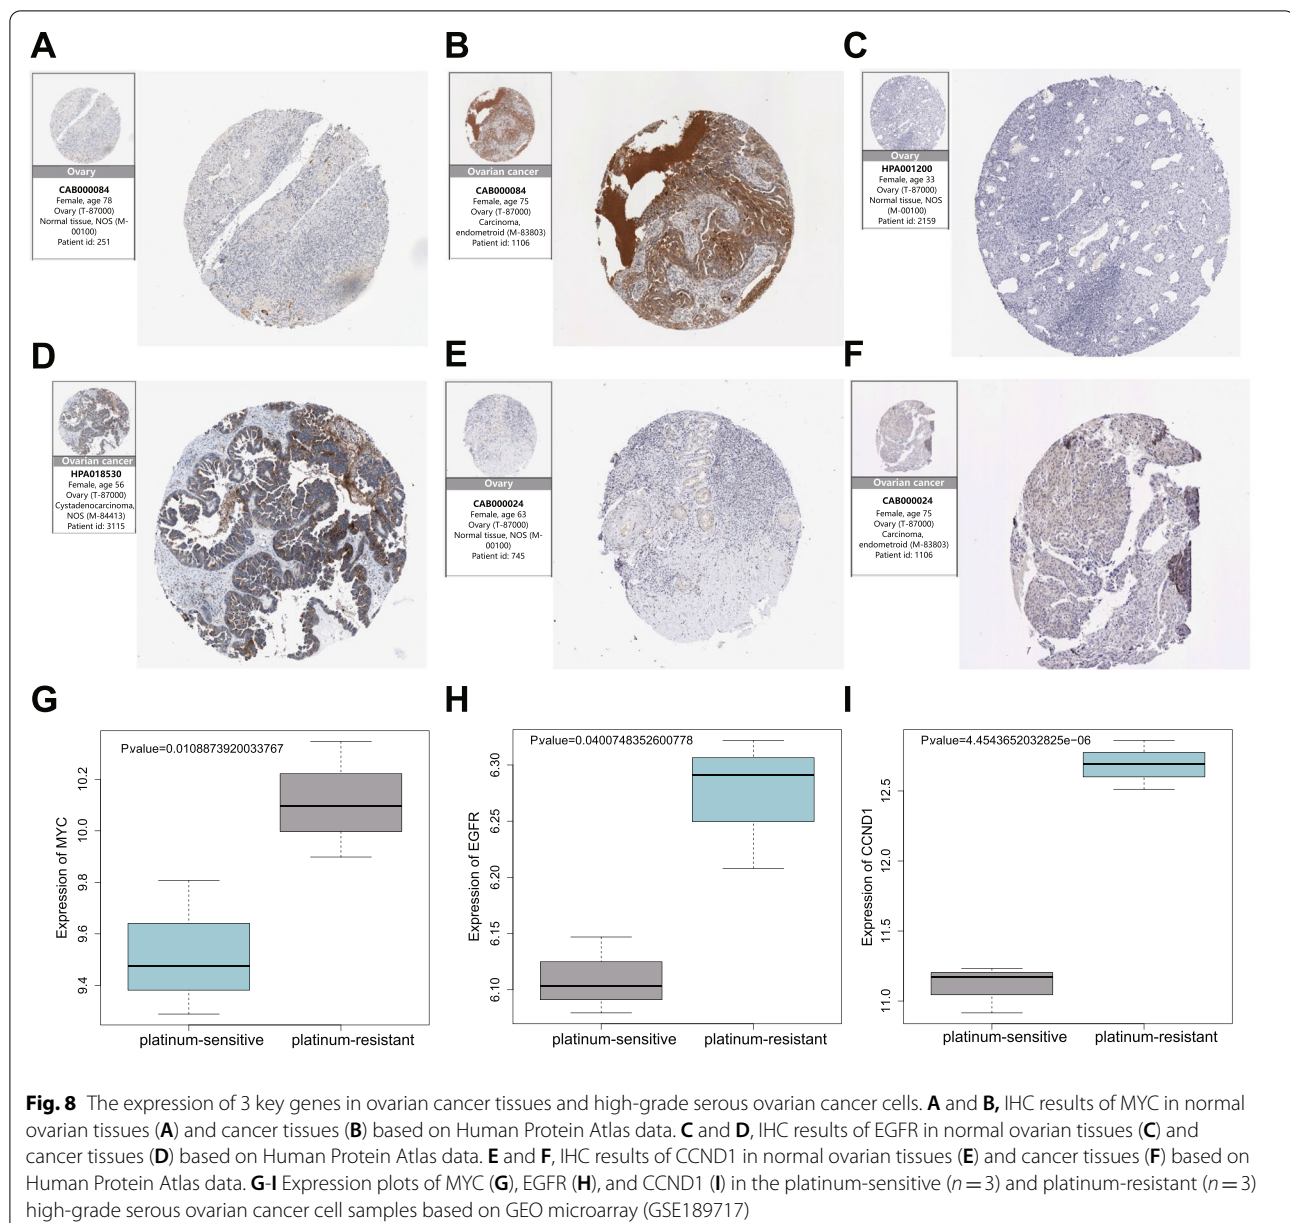 A
B
C
Ovary
CAB000084
Female, age 78
Ovary (T-87000)
Normal tissue, NOS (M-
00100)
Patient id: 251
Ovarian cancer
CAB000084
Female, age 75
Ovary (T-87000)
Carcinoma,
endometroid (M-83803)
Patient id: 1106
Ovary
HPA001200
Female, age 33
Ovary (T-87000)
Normal tissue, NOS
(M-00100)
Patient id: 2159
D
E
F
Ovarian cancer
HPA018530
Female, age 56
Ovary (T-87000)
Cystadenocarcinoma,
NOS (M-84413)
Patient id: 3115
Ovary
CAB000024
Female, age 63
Ovary (T-87000)
Normal tissue, NOS (M-
00100)
Patient id: 745
Ovarian cancer
CAB000024
Female, age 75
Ovary (T-87000)
Carcinoma,
endometroid (M-83803)
Patient id: 1106
G
P.value=0.0108873920033767
Expression of MYC
10.2
10.0
9.8
9.6
9.4
platinum-sensitive
platinum-resistant
H
P.value=0.0400748352600778
Expression of EGFR
6.30
6.25
6.20
6.15
6.10
platinum-sensitive
platinum-resistant
I
P.value=4.4543652032825e−06
Expression of CCND1
12.5
12.0
11.5
11.0
platinum-sensitive
platinum-resistant
Fig. 8 The expression of 3 key genes in ovarian cancer tissues and high-grade serous ovarian cancer cells. A and B, IHC results of MYC in normal
ovarian tissues (A) and cancer tissues (B) based on Human Protein Atlas data. C and D, IHC results of EGFR in normal ovarian tissues (C) and
cancer tissues (D) based on Human Protein Atlas data. E and F, IHC results of CCND1 in normal ovarian tissues (E) and cancer tissues (F) based on
Human Protein Atlas data. G-I Expression plots of MYC (G), EGFR (H), and CCND1 (I) in the platinum-sensitive (n = 3) and platinum-resistant (n = 3)
high-grade serous ovarian cancer cell samples based on GEO microarray (GSE189717)